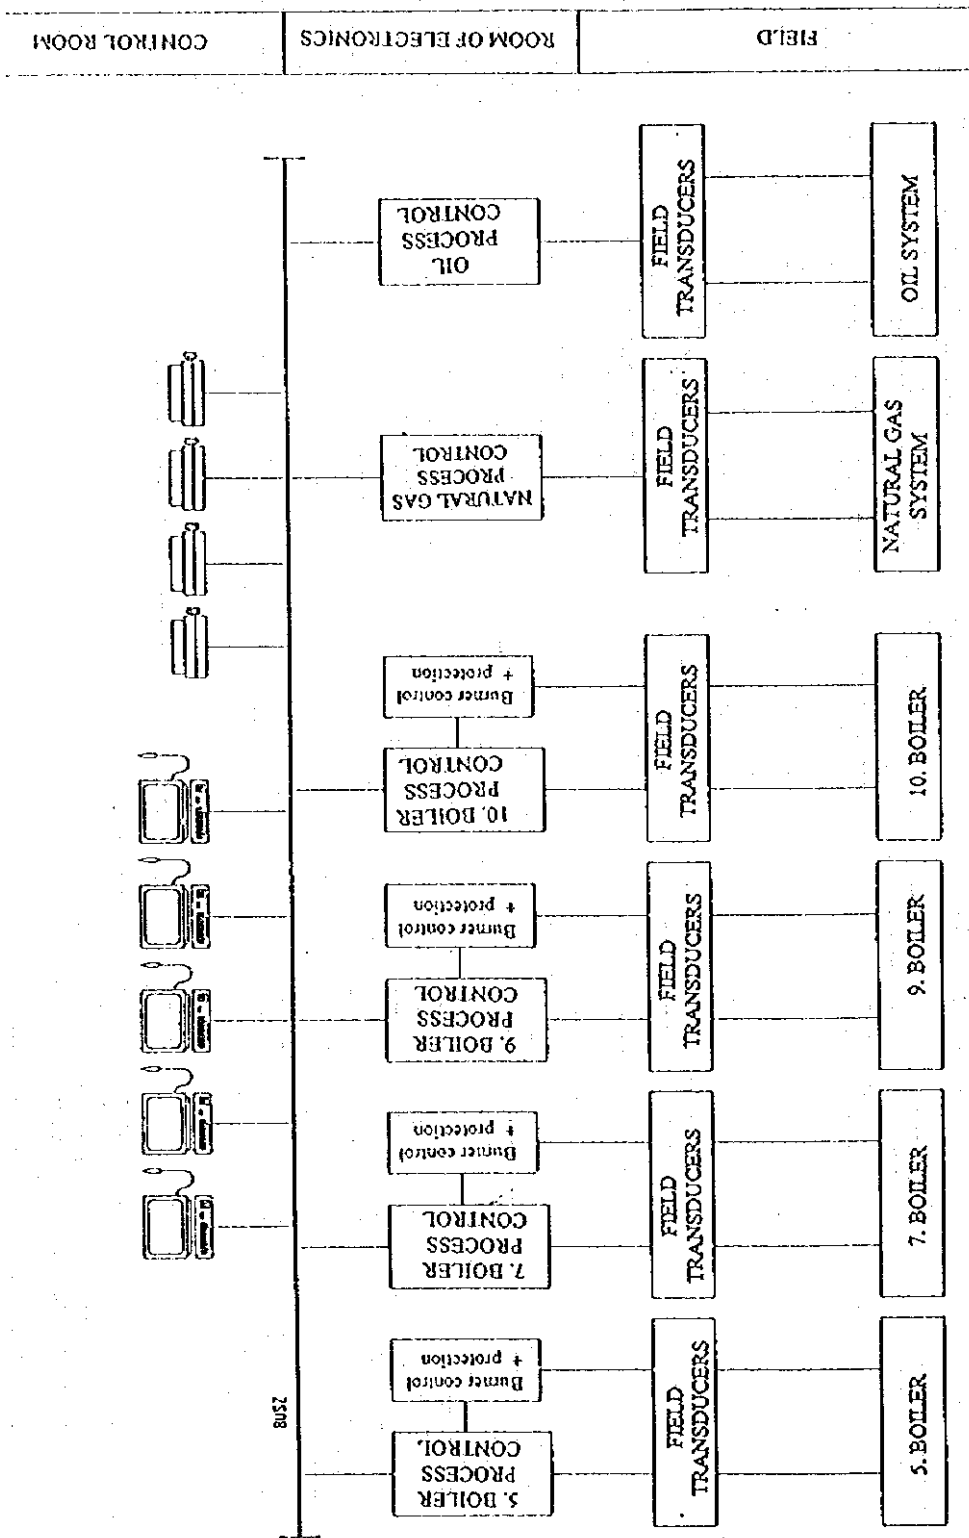 FIELD
ROOM OF ELECTRONICS
CONTROL ROOM
5. BOILER
FIELD
TRANSDUCERS
5. BOILER
PROCESS
CONTROL
Burner control
+ protection
BUSZ
7. BOILER
FIELD
TRANSDUCERS
7. BOILER
PROCESS
CONTROL
Burner control
+ protection
9. BOILER
FIELD
TRANSDUCERS
9. BOILER
PROCESS
CONTROL
Burner control
+ protection
10. BOILER
FIELD
TRANSDUCERS
10. BOILER
PROCESS
CONTROL
Burner control
+ protection
NATURAL GAS
SYSTEM
FIELD
TRANSDUCERS
NATURAL GAS
PROCESS
CONTROL
OIL SYSTEM
FIELD
TRANSDUCERS
OIL
PROCESS
CONTROL